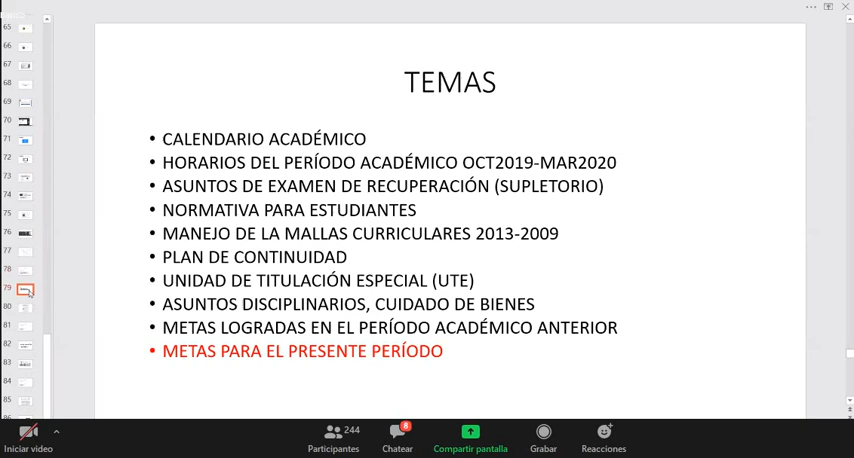 TEMAS
• CALENDARIO ACADÉMICO
• HORARIOS DEL PERÍODO ACADÉMICO OCT2019-MAR2020
• ASUNTOS DE EXAMEN DE RECUPERACIÓN (SUPLETORIO)
• NORMATIVA PARA ESTUDIANTES
• MANEJO DE LA MALLAS CURRICULARES 2013-2009
• PLAN DE CONTINUIDAD
• UNIDAD DE TITULACIÓN ESPECIAL (UTE)
• ASUNTOS DISCIPLINARIOS, CUIDADO DE BIENES
• METAS LOGRADAS EN EL PERÍODO ACADÉMICO ANTERIOR
• METAS PARA EL PRESENTE PERÍODO
65
66
67
68
69
70
71
72
73
74
75
76
77
78
79
80
81
82
83
84
85
86
244
8
Iniciar video
Participantes
Chatear
Compartir pantalla
Grabar
Reacciones